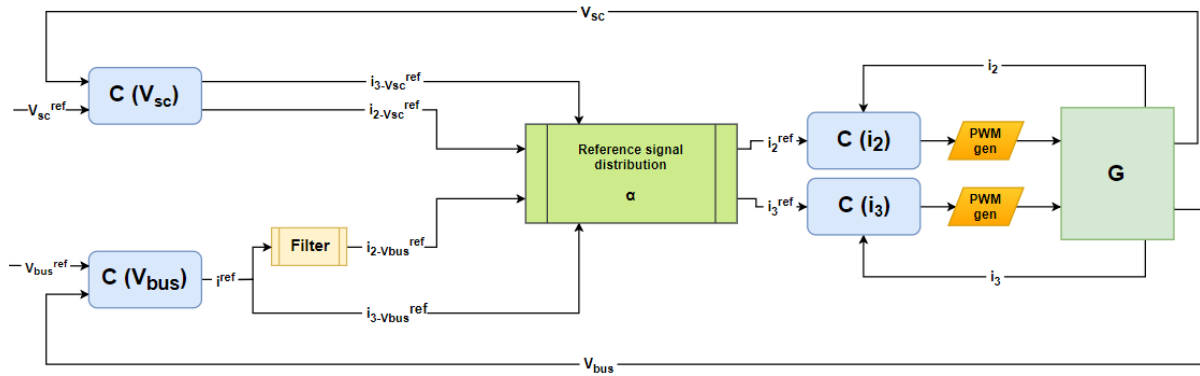 V_sc
C (V_sc)
V_sc^ref
i_3-Vsc^ref
i_2-Vsc^ref
Reference signal
distribution
α
i_2^ref
i_3^ref
C (i_2)
C (i_3)
PWM
gen
PWM
gen
i_2
G
i_3
V_bus^ref
C (V_bus)
i^ref
Filter
i_2-Vbus^ref
i_3-Vbus^ref
V_bus